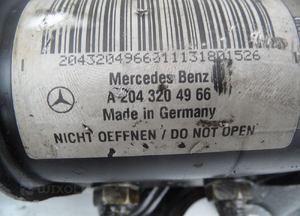 2043204966311131801526
Mercedes Benz
A 204 320 49 66
Made in Germany
NICHT OEFFNEN / DO NOT OPEN